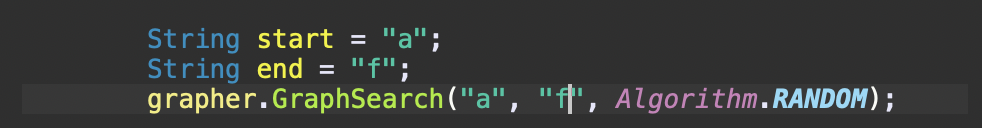 String start = "a";
String end = "f";
grapher.GraphSearch("a", "f", Algorithm.RANDOM);